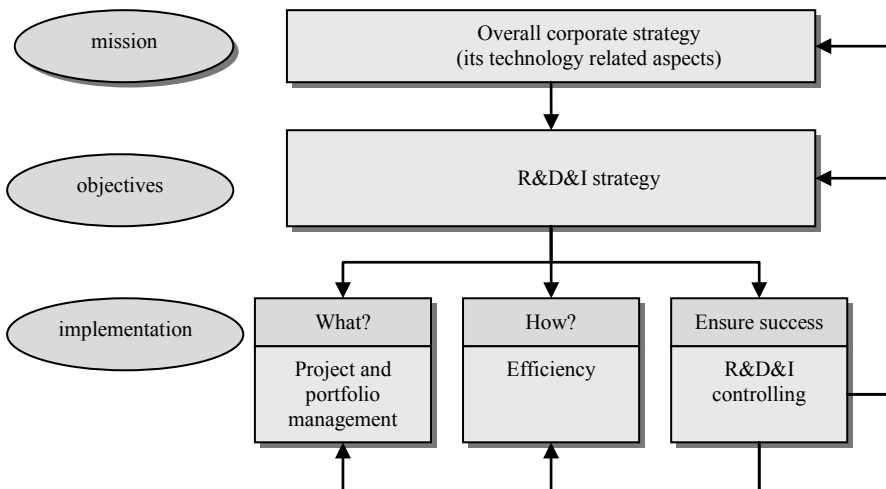 mission
Overall corporate strategy
(its technology related aspects)
objectives
R&D&I strategy
implementation
What?
How?
Ensure success
Project and
portfolio
management
Efficiency
R&D&I
controlling